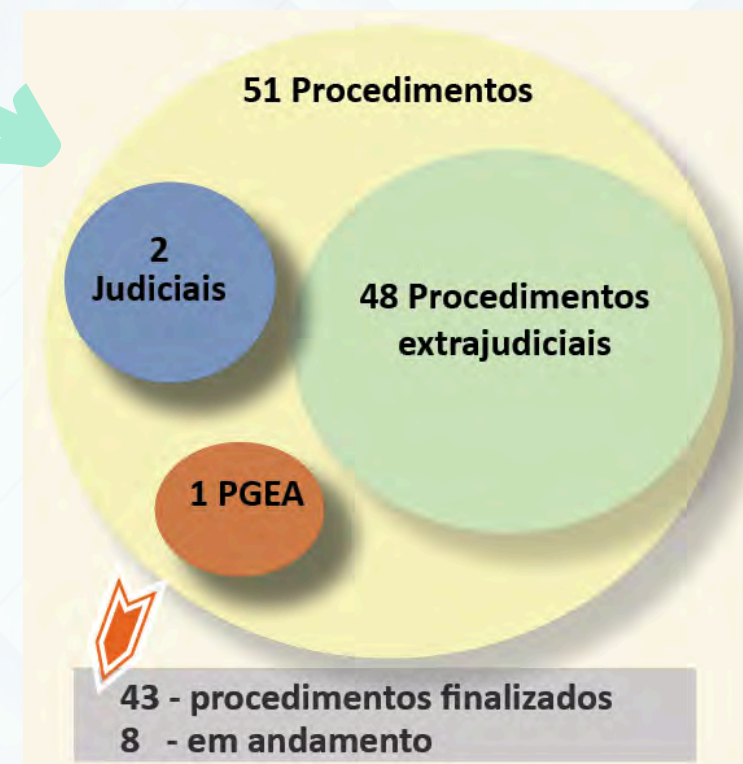 51 Procedimentos
2
Judiciais
48 Procedimentos
extrajudiciais
1 PGEA
43 - procedimentos finalizados
8 - em andamento